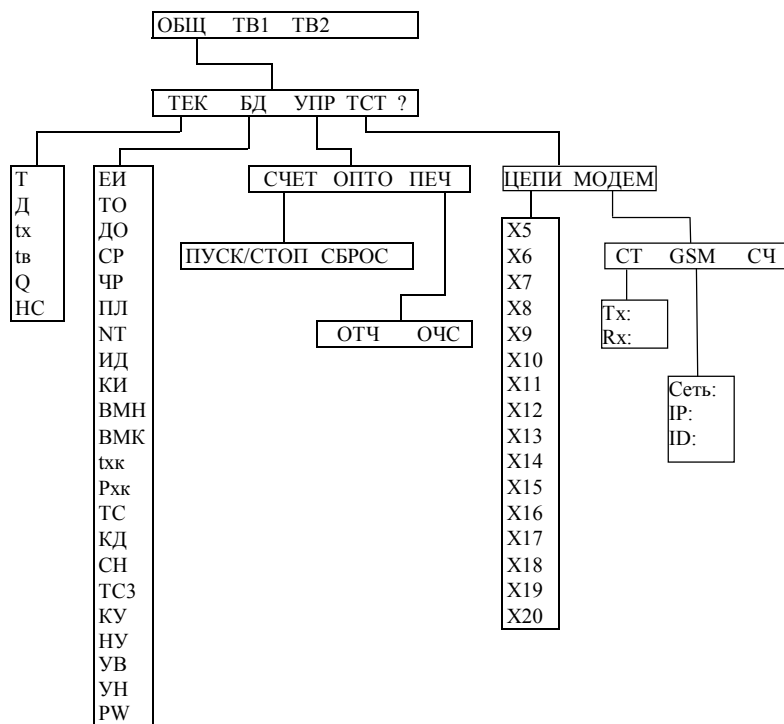 ОБЩ ТВ1 ТВ2
ТЕК БД УПР ТСТ ?
Т
Д
tх
tв
Q
НС
ЕИ
ТО
ДО
СР
ЧР
ПЛ
NT
ИД
КИ
ВМН
ВМК
tхк
Рхк
ТС
КД
СН
ТС3
КУ
НУ
УВ
УН
PW
СЧЕТ ОПТО ПЕЧ
ПУСК/СТОП СБРОС
ОТЧ ОЧС
ЦЕПИ МОДЕМ
X5
X6
X7
X8
X9
X10
X11
X12
X13
X14
X15
X16
X17
X18
X19
X20
СТ GSM СЧ
Tx:
Rx:
Сеть:
IP:
ID: